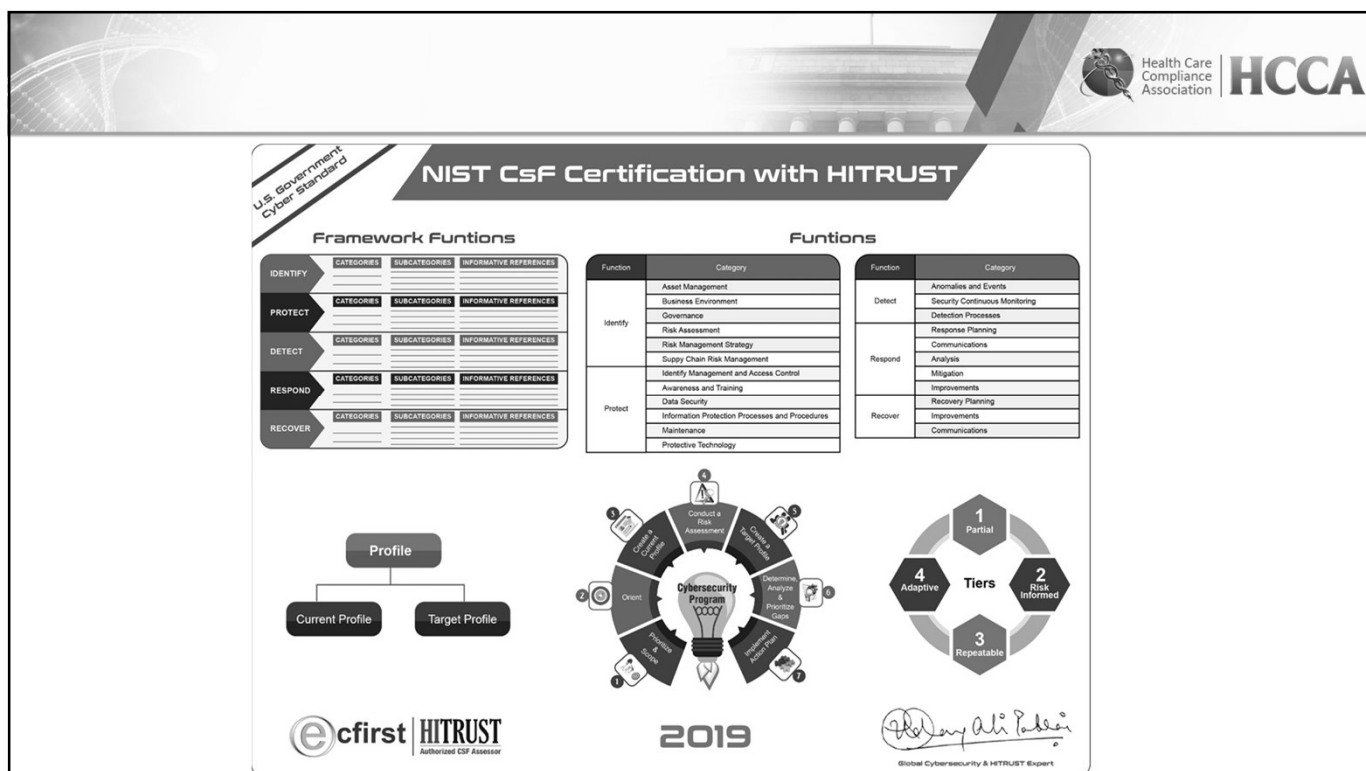 Health Care
Compliance
Association
HCCA
U.S. Government
Cyber Standard
NIST CsF Certification with HITRUST
Framework Funtions
IDENTIFY
CATEGORIES SUBCATEGORIES INFORMATIVE REFERENCES
PROTECT
CATEGORIES SUBCATEGORIES INFORMATIVE REFERENCES
DETECT
CATEGORIES SUBCATEGORIES INFORMATIVE REFERENCES
RESPOND
CATEGORIES SUBCATEGORIES INFORMATIVE REFERENCES
RECOVER
CATEGORIES SUBCATEGORIES INFORMATIVE REFERENCES
Funtions
Function Category
Identify
Asset Management
Business Environment
Governance
Risk Assessment
Risk Management Strategy
Suppy Chain Risk Management
Protect
Identify Management and Access Control
Awareness and Training
Data Security
Information Protection Processes and Procedures
Maintenance
Protective Technology
Function Category
Detect
Anomalies and Events
Security Continuous Monitoring
Detection Processes
Respond
Response Planning
Communications
Analysis
Mitigation
Improvements
Recover
Recovery Planning
Improvements
Communications
Profile
Current Profile
Target Profile
Cybersecurity
Program
1
Prioritize
&
Scope
2
Orient
3
Create a
Current
Profile
4
Conduct a
Risk
Assessment
5
Create a
Target Profile
6
Determine,
Analyze
&
Prioritize
Gaps
7
Implement
Action Plan
Tiers
1
Partial
2
Risk
Informed
3
Repeatable
4
Adaptive
ecfirst
HITRUST
Authorized CSF Assessor
2019
Global Cybersecurity & HITRUST Expert